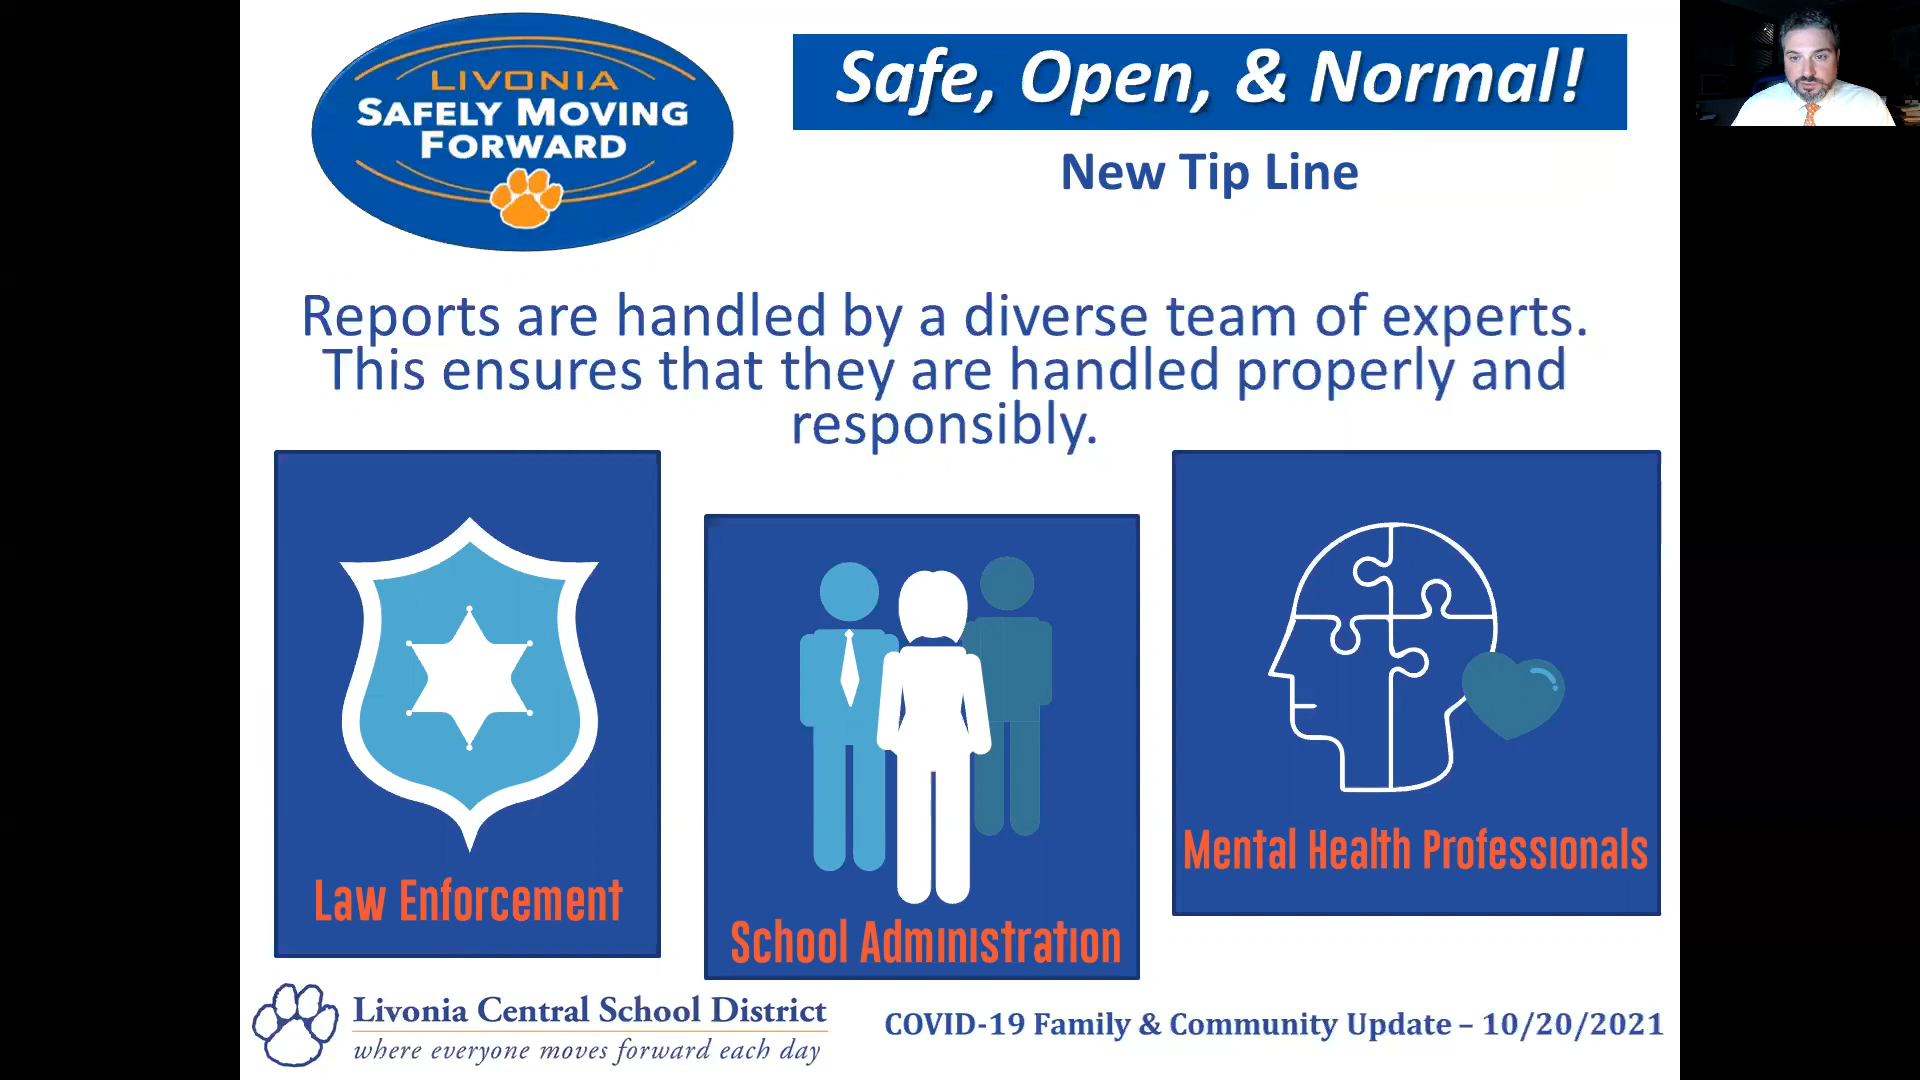 LIVONIA
SAFELY MOVING
FORWARD
Safe, Open, & Normal!
New Tip Line
Reports are handled by a diverse team of experts.
This ensures that they are handled properly and
responsibly.
Law Enforcement
School Administration
Mental Health Professionals
Livonia Central School District
where everyone moves forward each day
COVID-19 Family & Community Update – 10/20/2021